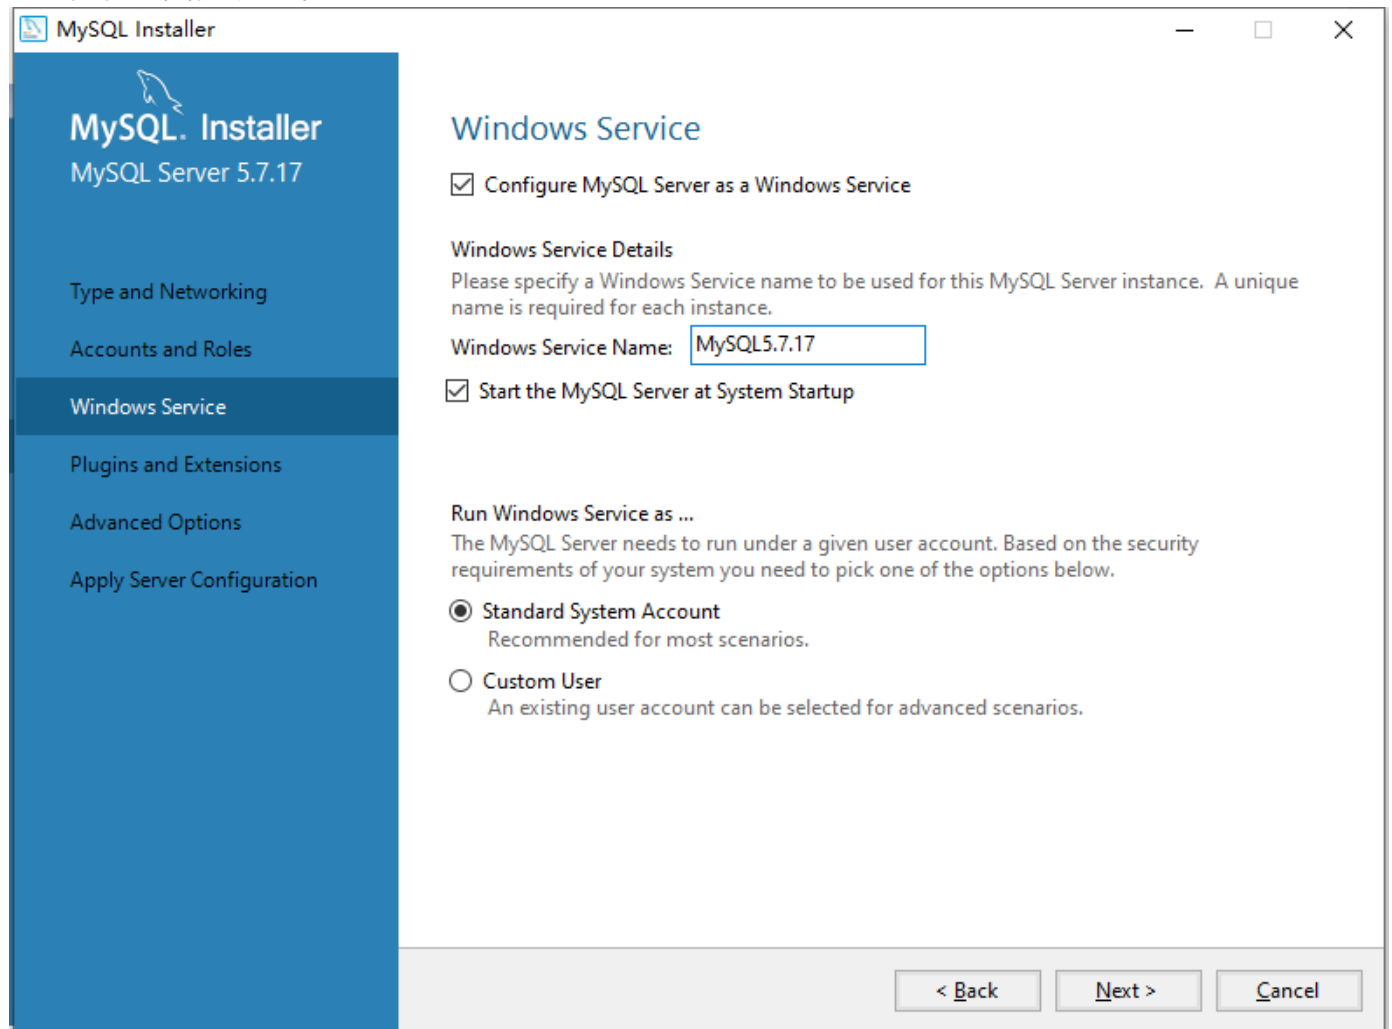 MySQL Installer
MySQL. Installer
MySQL Server 5.7.17
Type and Networking
Accounts and Roles
Windows Service
Plugins and Extensions
Advanced Options
Apply Server Configuration
Windows Service
Configure MySQL Server as a Windows Service
Windows Service Details
Please specify a Windows Service name to be used for this MySQL Server instance. A unique
name is required for each instance.
Windows Service Name: MySQL5.7.17
Start the MySQL Server at System Startup
Run Windows Service as ...
The MySQL Server needs to run under a given user account. Based on the security
requirements of your system you need to pick one of the options below.
Standard System Account
Recommended for most scenarios.
Custom User
An existing user account can be selected for advanced scenarios.
< Back Next > Cancel